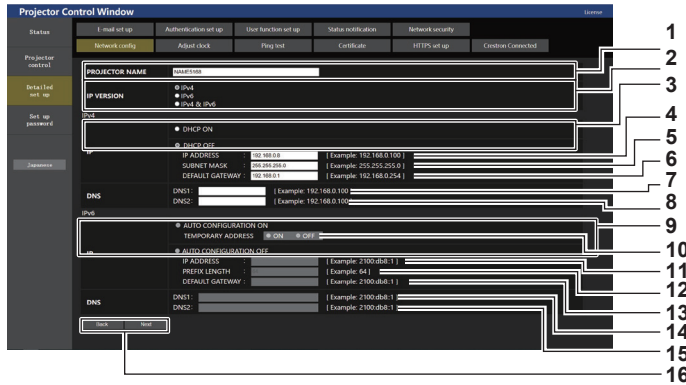 Projector Control Window
License
Status
E-mail set up
Authentication set up
User function set up
Status notification
Network security
Network config
Adjust clock
Ping test
Certificate
HTTPS set up
Crestron Connected
Projector control
Detailed set up
Set up password
Japanese
PROJECTOR NAME
NAME5168
IP VERSION
IPv4
IPv6
IPv4 & IPv6
IPv4
IP
DHCP ON
DHCP OFF
IP ADDRESS : 192.168.0.8 [ Example: 192.168.0.100 ]
SUBNET MASK : 255.255.255.0 [ Example: 255.255.255.0 ]
DEFAULT GATEWAY : 192.168.0.1 [ Example: 192.168.0.254 ]
DNS
DNS1: [ Example: 192.168.0.100 ]
DNS2: [ Example: 192.168.0.100 ]
IPv6
IP
AUTO CONFIGURATION ON
TEMPORARY ADDRESS : ON OFF
AUTO CONFIGURATION OFF
IP ADDRESS : [ Example: 2100:db8:1 ]
PREFIX LENGTH : [ Example: 64 ]
DEFAULT GATEWAY : [ Example: 2100:db8:1 ]
DNS
DNS1: [ Example: 2100:db8:1 ]
DNS2: [ Example: 2100:db8:1 ]
Back
Next
1
2
3
4
5
6
7
8
9
10
11
12
13
14
15
16